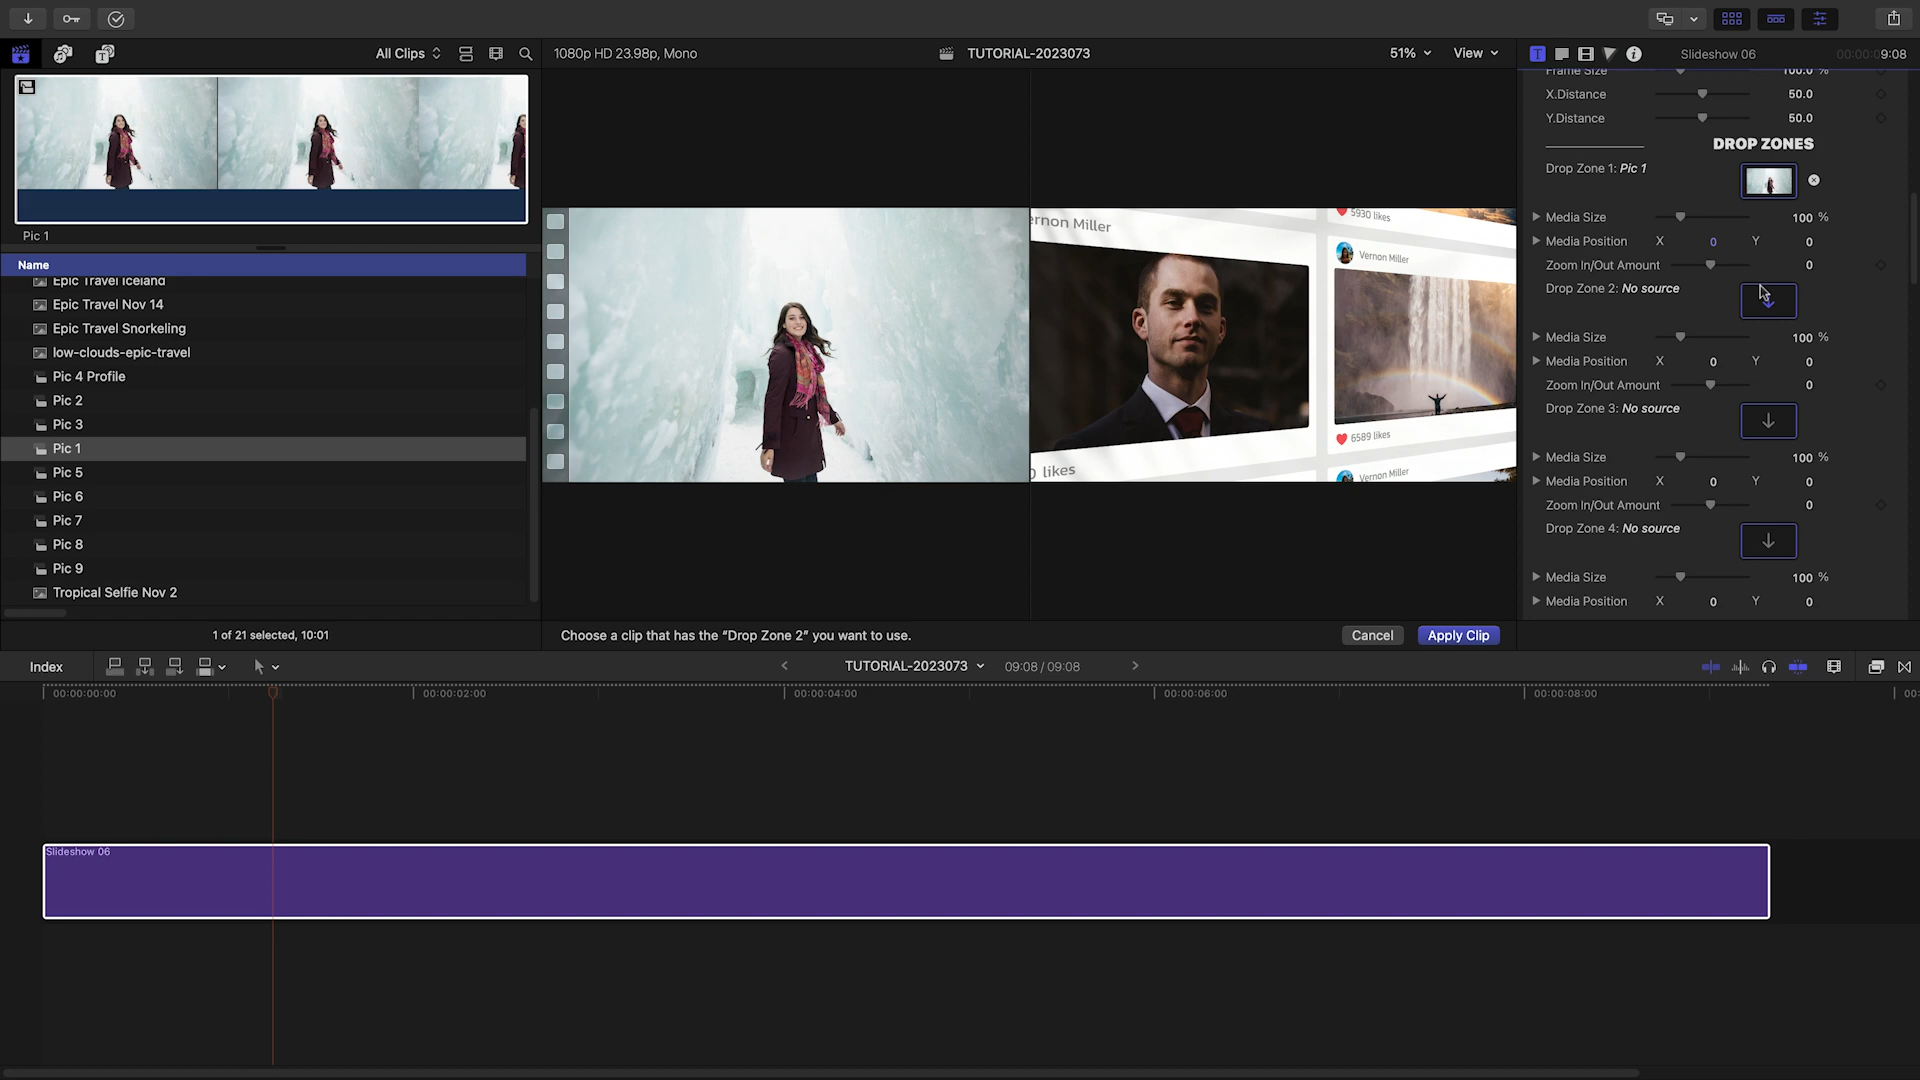 All Clips
1080p HD 23.98p, Mono
TUTORIAL-2023073
51%
View
T
Slideshow 06
00:00:09:08
Pic 1
Name
Epic Travel Iceland
Epic Travel Nov 14
Epic Travel Snorkeling
low-clouds-epic-travel
Pic 4 Profile
Pic 2
Pic 3
Pic 1
Pic 5
Pic 6
Pic 7
Pic 8
Pic 9
Tropical Selfie Nov 2
1 of 21 selected, 10:01
ernon Miller
likes
5930 likes
Vernon Miller
6589 likes
Vernon Miller
Choose a clip that has the “Drop Zone 2” you want to use.
Cancel
Apply Clip
Frame Size 100.0 %
X.Distance 50.0
Y.Distance 50.0
DROP ZONES
Drop Zone 1: Pic 1
Media Size 100 %
Media Position X 0 Y 0
Zoom In/Out Amount 0
Drop Zone 2: No source
Media Size 100 %
Media Position X 0 Y 0
Zoom In/Out Amount 0
Drop Zone 3: No source
Media Size 100 %
Media Position X 0 Y 0
Zoom In/Out Amount 0
Drop Zone 4: No source
Media Size 100 %
Media Position X 0 Y 0
Index
TUTORIAL-2023073
09:08 / 09:08
00:00:00:00
00:00:02:00
00:00:04:00
00:00:06:00
00:00:08:00
00:
Slideshow 06